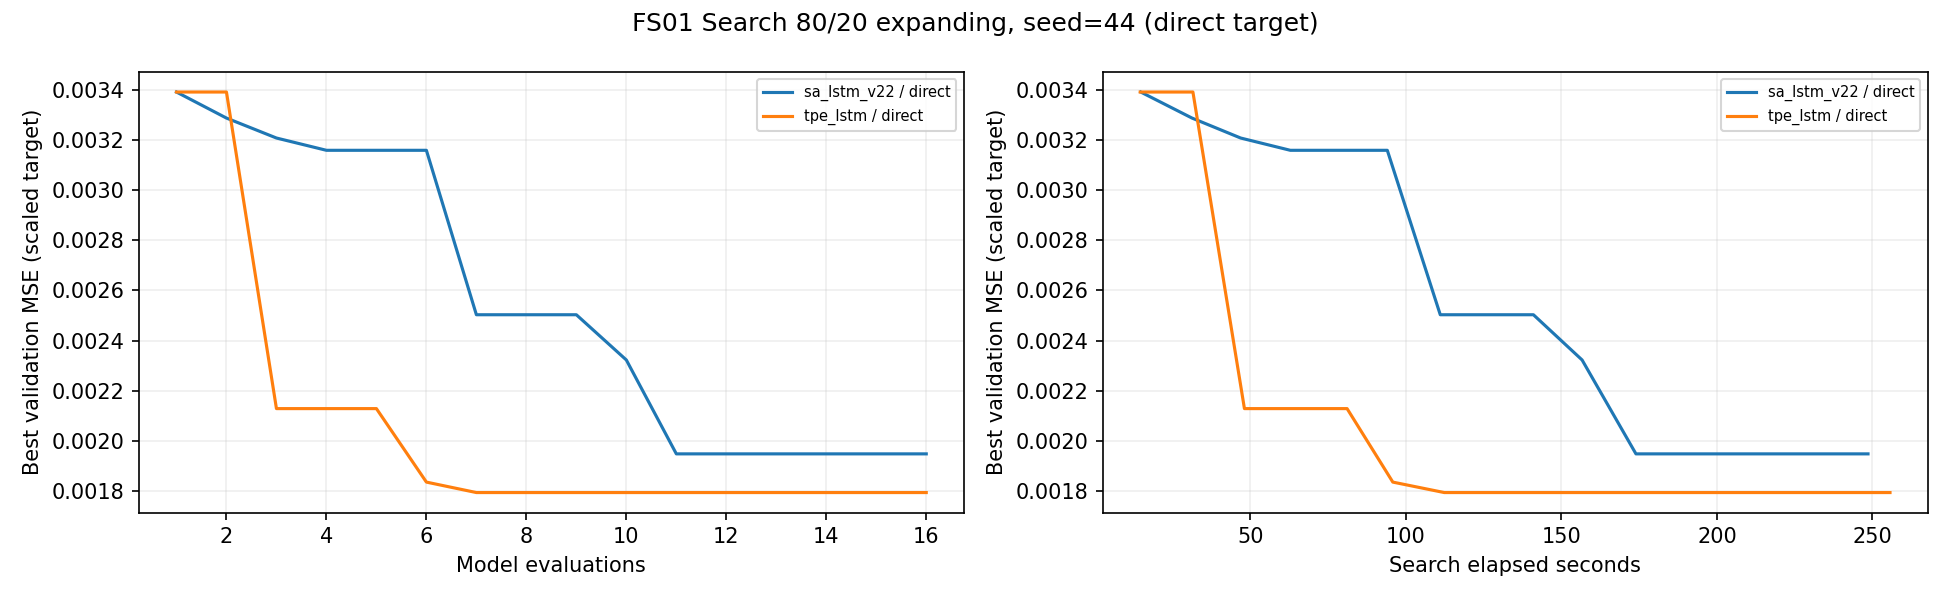 FS01 Search 80/20 expanding, seed=44 (direct target)
Best validation MSE (scaled target)
0.0034
0.0032
0.0030
0.0028
0.0026
0.0024
0.0022
0.0020
0.0018
sa_lstm_v22 / direct
tpe_lstm / direct
2 4 6 8 10 12 14 16
Model evaluations
Best validation MSE (scaled target)
0.0034
0.0032
0.0030
0.0028
0.0026
0.0024
0.0022
0.0020
0.0018
sa_lstm_v22 / direct
tpe_lstm / direct
50 100 150 200 250
Search elapsed seconds